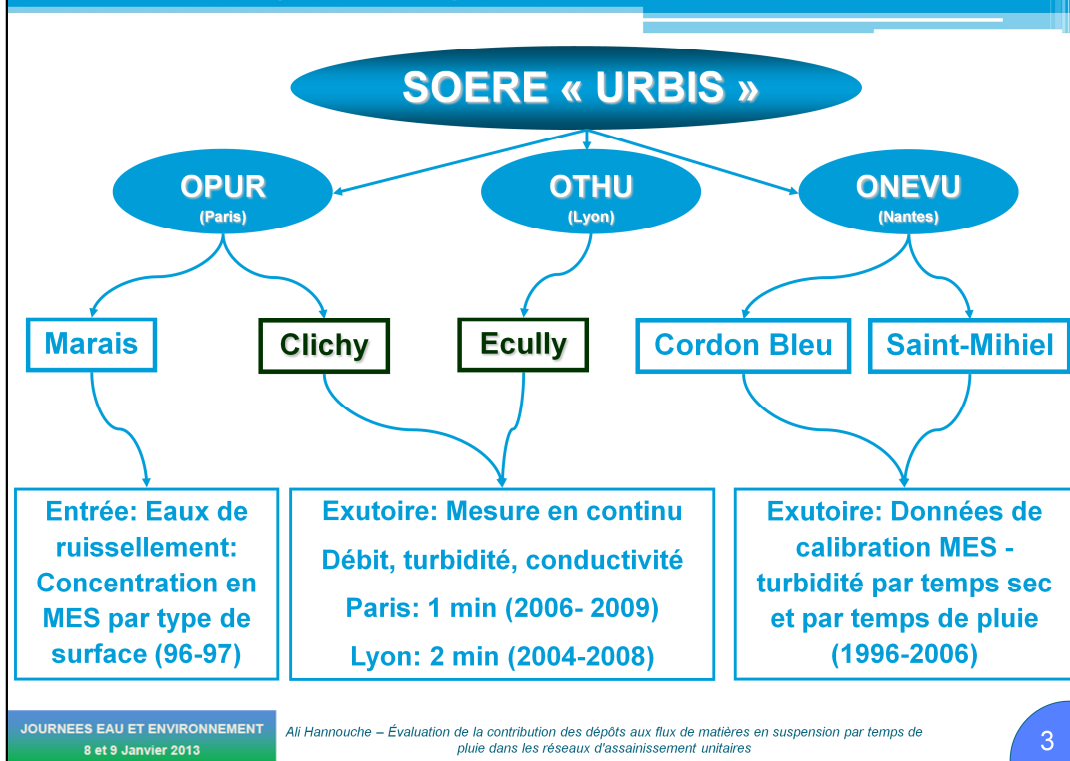 SOERE « URBIS »
OPUR
(Paris)
OTHU
(Lyon)
ONEVU
(Nantes)
Marais
Clichy
Ecully
Cordon Bleu
Saint-Mihiel
Entrée: Eaux de
ruissellement:
Concentration en
MES par type de
surface (96-97)
Exutoire: Mesure en continu
Débit, turbidité, conductivité
Paris: 1 min (2006- 2009)
Lyon: 2 min (2004-2008)
Exutoire: Données de
calibration MES -
turbidité par temps sec
et par temps de pluie
(1996-2006)
JOURNEES EAU ET ENVIRONNEMENT
8 et 9 Janvier 2013
Ali Hannouche – Évaluation de la contribution des dépôts aux flux de matières en suspension par temps de
pluie dans les réseaux d'assainissement unitaires
3